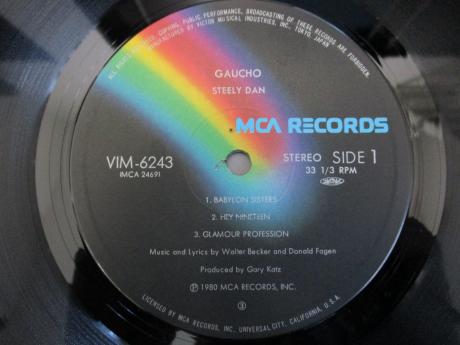 ALL RIGHTS RESERVED. COPYING, PUBLIC PERFORMANCE, BROADCASTING OF THESE RECORDS ARE FORBIDDEN.
MANUFACTURED BY VICTOR MUSICAL INDUSTRIES, INC. TOKYO, JAPAN
GAUCHO
STEELY DAN
MCA RECORDS
VIM-6243
(MCA 24691
STEREO SIDE 1
33 1/3 RPM
1. BABYLON SISTERS
2. HEY NINETEEN
3. GLAMOUR PROFESSION
Music and Lyrics by Walter Becker and Donald Fagen
Produced by Gary Katz
℗ 1980 MCA RECORDS, INC.
③
LICENSED BY MCA RECORDS, INC. UNIVERSAL CITY, CALIFORNIA, U.S.A.